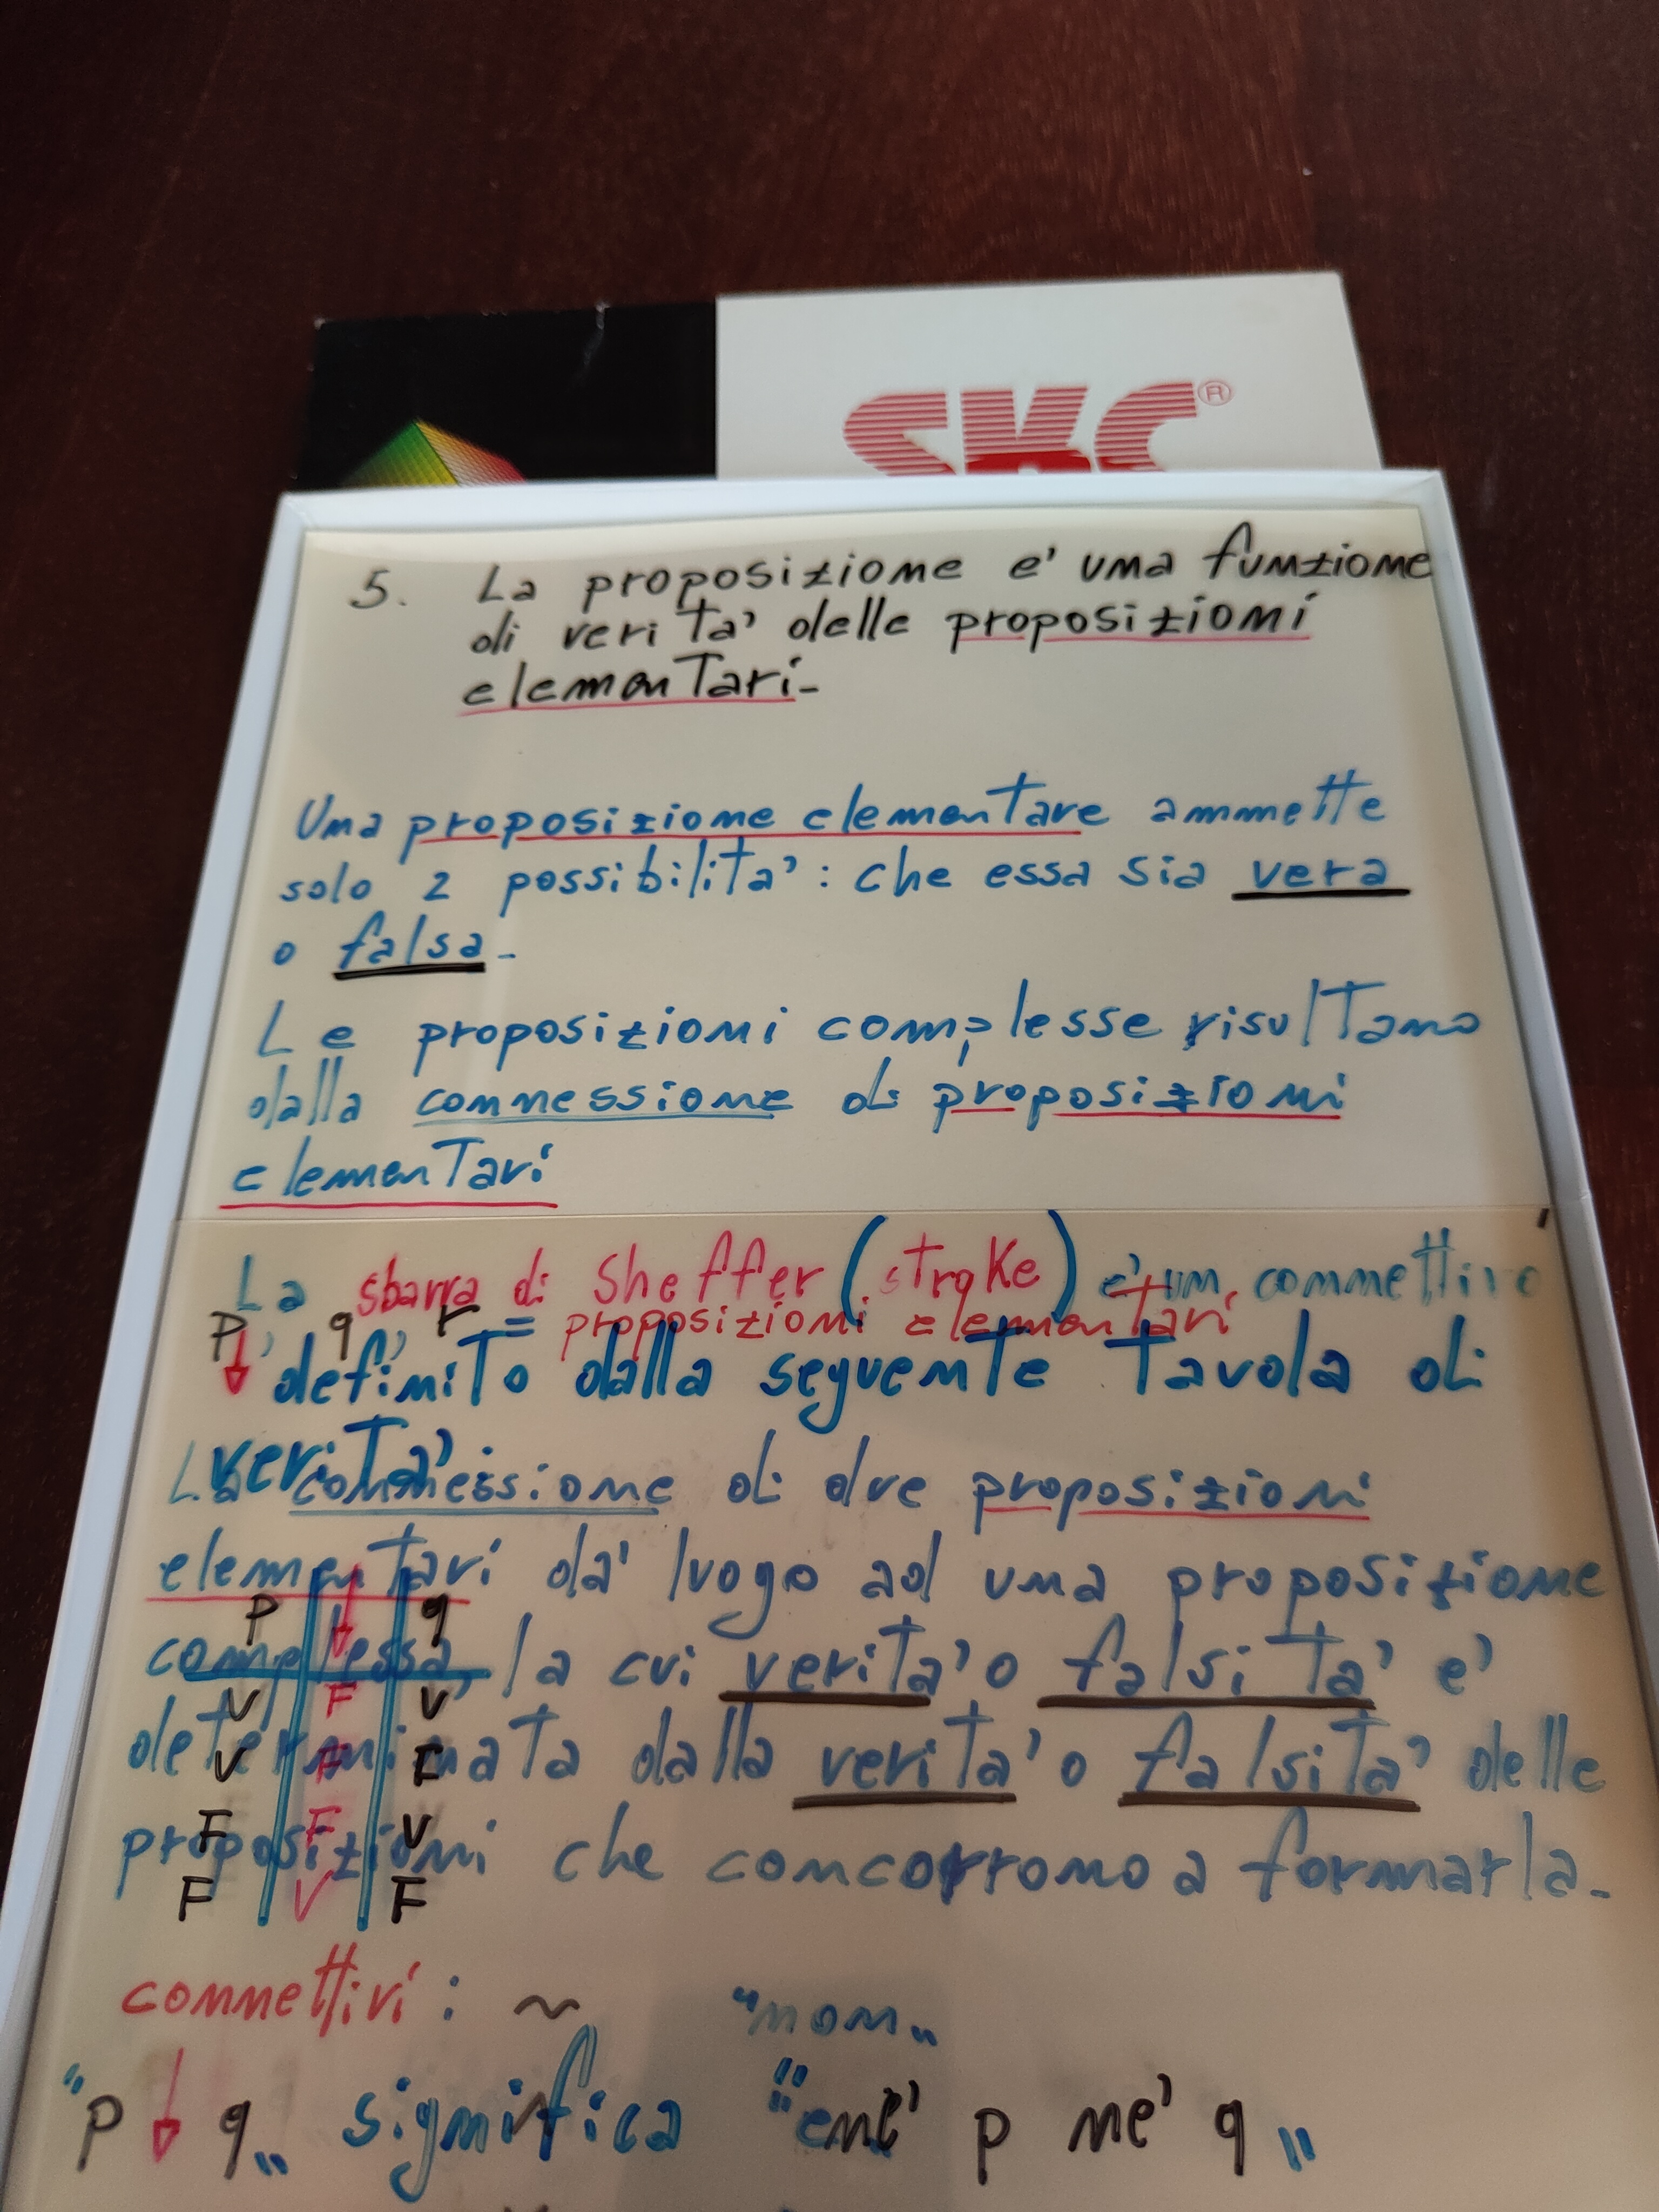 SKC®
5. La proposizione e' una funzione
di verita' delle proposizioni
elementari-
Una proposizione elementare ammette
solo 2 possibilita': che essa sia vera
o falsa-
Le proposizioni complesse risultano
dalla connessione di proposizioni
elementari
La sbarra di Sheffer (stroke) e' un connettivo
p, q, r = proposizioni elementari
↓ definito dalla seguente tavola di
verita'
La connessione di due proposizioni
elementari da' luogo ad una proposizione
complessa, la cui verita' o falsita' e'
determinata dalla verita' o falsita' delle
proposizioni che concorrono a formarla-
p ↓ q
V F V
V F F
F F V
F V F
connettivi: ~ "non"
"p ↓ q" significa "ne' p ne' q"